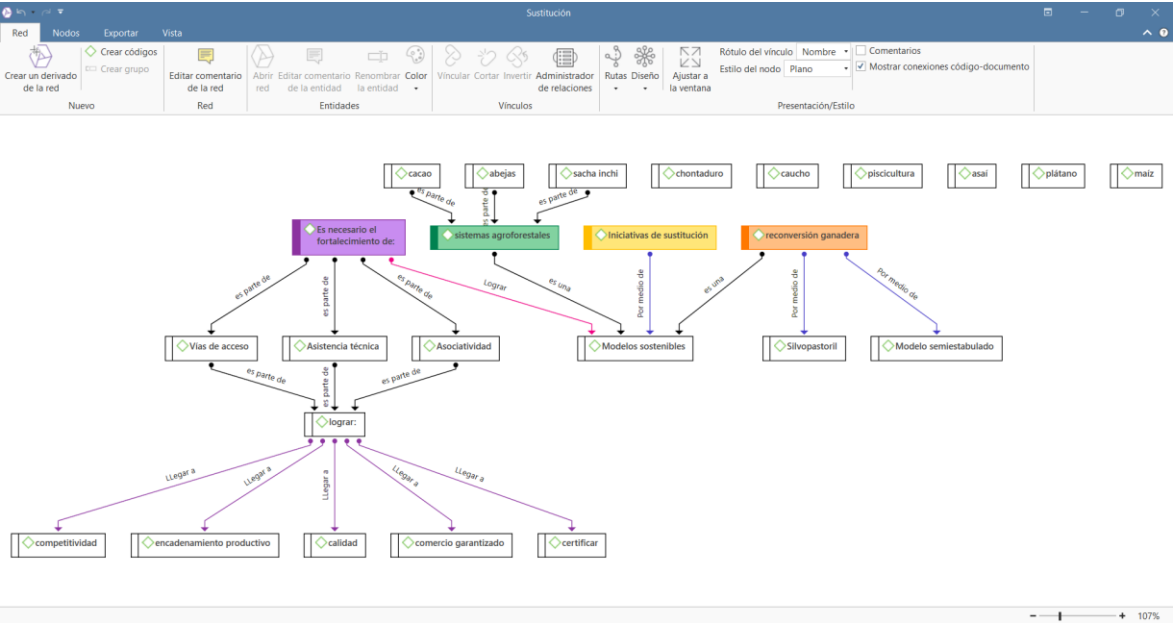 Sustitución
Red Nodos Exportar Vista
Crear un derivado
de la red
Crear códigos
Crear grupo
Nuevo
Editar comentario
de la red
Red
Abrir
red
Editar comentario
de la entidad
Renombrar
la entidad
Color
Entidades
Vincular Cortar Invertir
Administrador
de relaciones
Vínculos
Rutas Diseño
Ajustar a
la ventana
Rótulo del vínculo Nombre
Estilo del nodo Plano
Comentarios
Mostrar conexiones código-documento
Presentación/Estilo
cacao abejas sacha inchi chontaduro caucho piscicultura asaí plátano maíz
es parte de es parte de es parte de
Es necesario el
fortalecimiento de:
sistemas agroforestales Iniciativas de sustitución reconversión ganadera
es parte de es parte de es parte de Lograr es una Por medio de es una Por medio de Por medio de
Vías de acceso Asistencia técnica Asociatividad Modelos sostenibles Silvopastoril Modelo semiestabulado
es parte de es parte de es parte de
lograr:
LLegar a LLegar a LLegar a LLegar a LLegar a
competitividad encadenamiento productivo calidad comercio garantizado certificar
107%